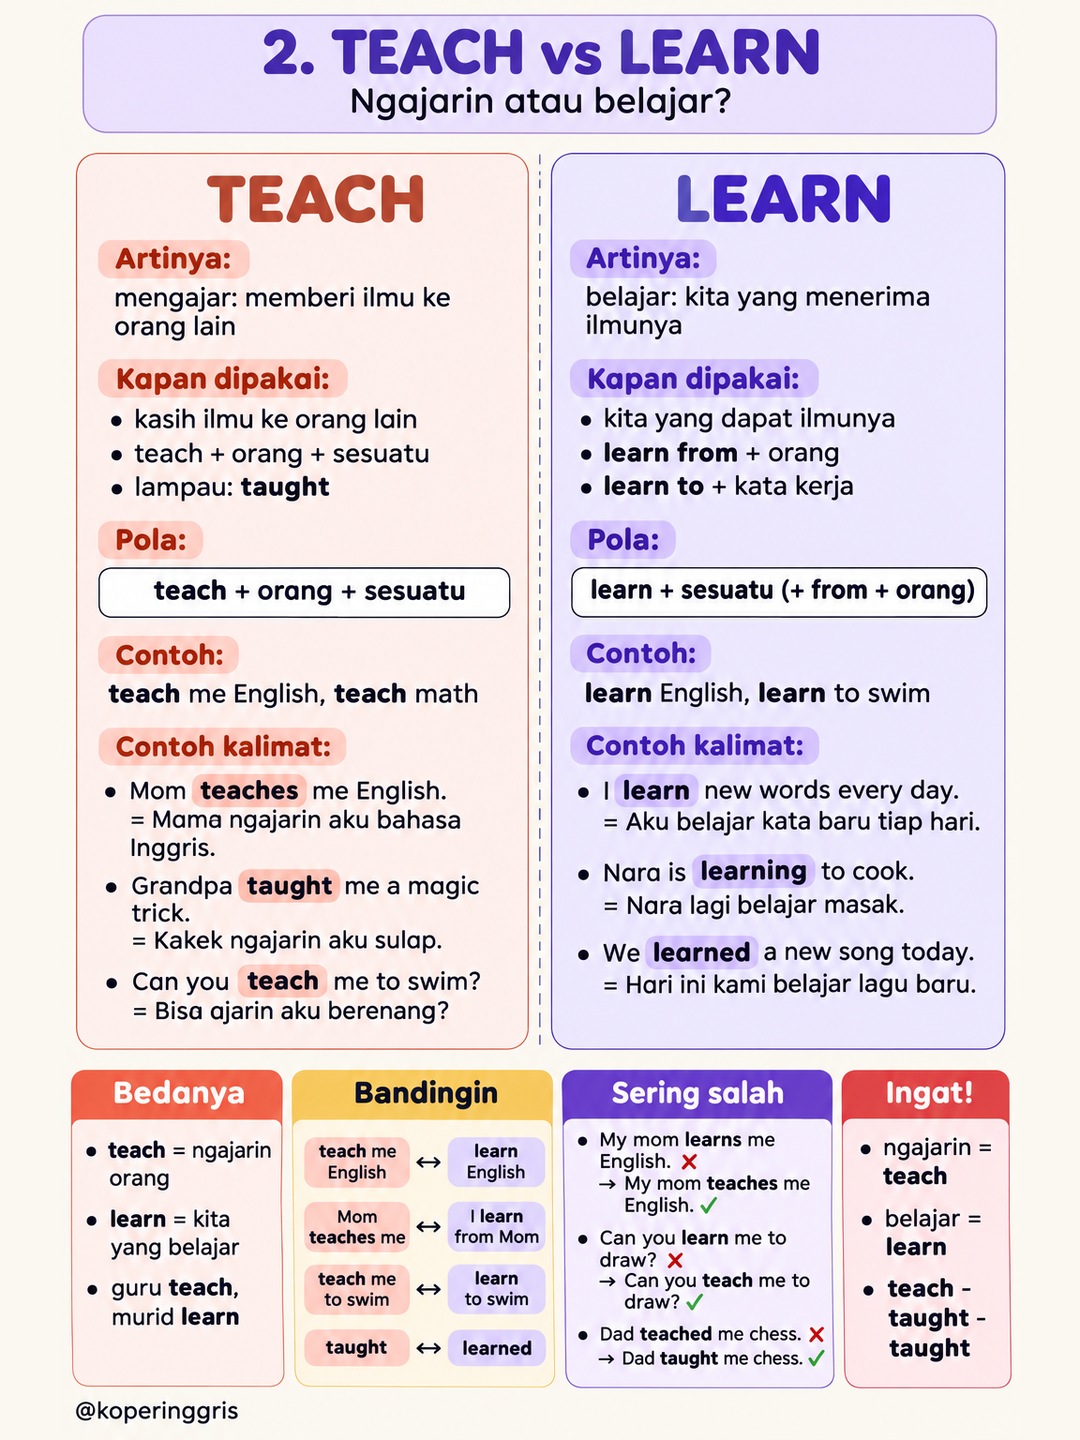 2. TEACH vs LEARN
Ngajarin atau belajar?
TEACH
Artinya:
mengajar: memberi ilmu ke
orang lain
Kapan dipakai:
• kasih ilmu ke orang lain
• teach + orang + sesuatu
• lampau: taught
Pola:
teach + orang + sesuatu
Contoh:
teach me English, teach math
Contoh kalimat:
• Mom teaches me English.
= Mama ngajarin aku bahasa
Inggris.
• Grandpa taught me a magic
trick.
= Kakek ngajarin aku sulap.
• Can you teach me to swim?
= Bisa ajarin aku berenang?
LEARN
Artinya:
belajar: kita yang menerima
ilmunya
Kapan dipakai:
• kita yang dapat ilmunya
• learn from + orang
• learn to + kata kerja
Pola:
learn + sesuatu (+ from + orang)
Contoh:
learn English, learn to swim
Contoh kalimat:
• I learn new words every day.
= Aku belajar kata baru tiap hari.
• Nara is learning to cook.
= Nara lagi belajar masak.
• We learned a new song today.
= Hari ini kami belajar lagu baru.
Bedanya
• teach = ngajarin
orang
• learn = kita
yang belajar
• guru teach,
murid learn
Bandingin
teach me
English
↔
learn
English
Mom
teaches me
↔
I learn
from Mom
teach me
to swim
↔
learn
to swim
taught ↔ learned
Sering salah
• My mom learns me
English. ❌
→ My mom teaches me
English. ✓
• Can you learn me to
draw? ❌
→ Can you teach me to
draw? ✓
• Dad teached me chess. ❌
→ Dad taught me chess. ✓
Ingat!
• ngajarin =
teach
• belajar =
learn
• teach -
taught -
taught
@koperinggris